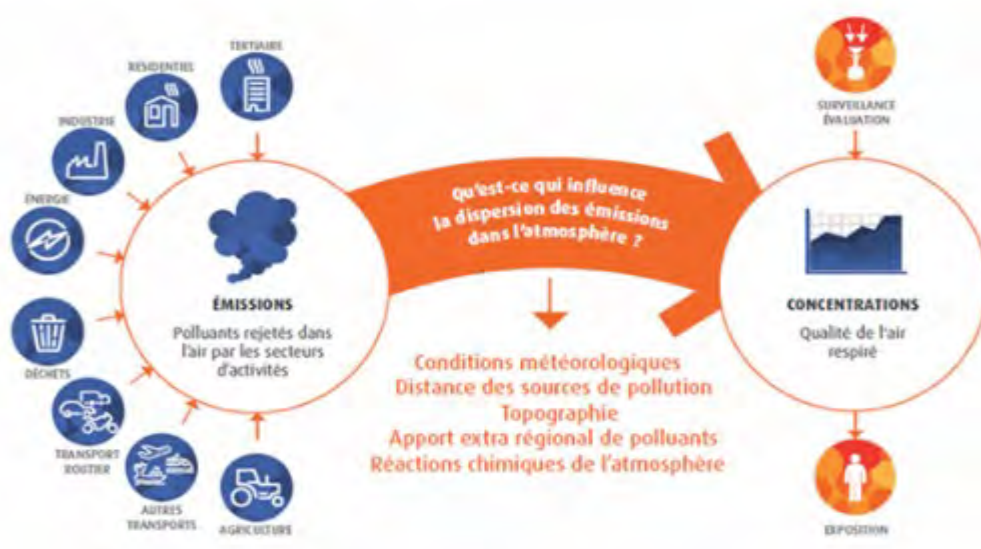 TERTIAIRE
RÉSIDENTIEL
INDUSTRIE
ÉNERGIE
DÉCHETS
TRANSPORT
ROUTIER
AUTRES
TRANSPORTS
AGRICULTURE
ÉMISSIONS
Polluants rejetés dans
l'air par les secteurs
d'activités
Qu'est-ce qui influence
la dispersion des émissions
dans l'atmosphère ?
Conditions météorologiques
Distance des sources de pollution
Topographie
Apport extra régional de polluants
Réactions chimiques de l'atmosphère
SURVEILLANCE
ÉVALUATION
CONCENTRATIONS
Qualité de l'air
respiré
EXPOSITION